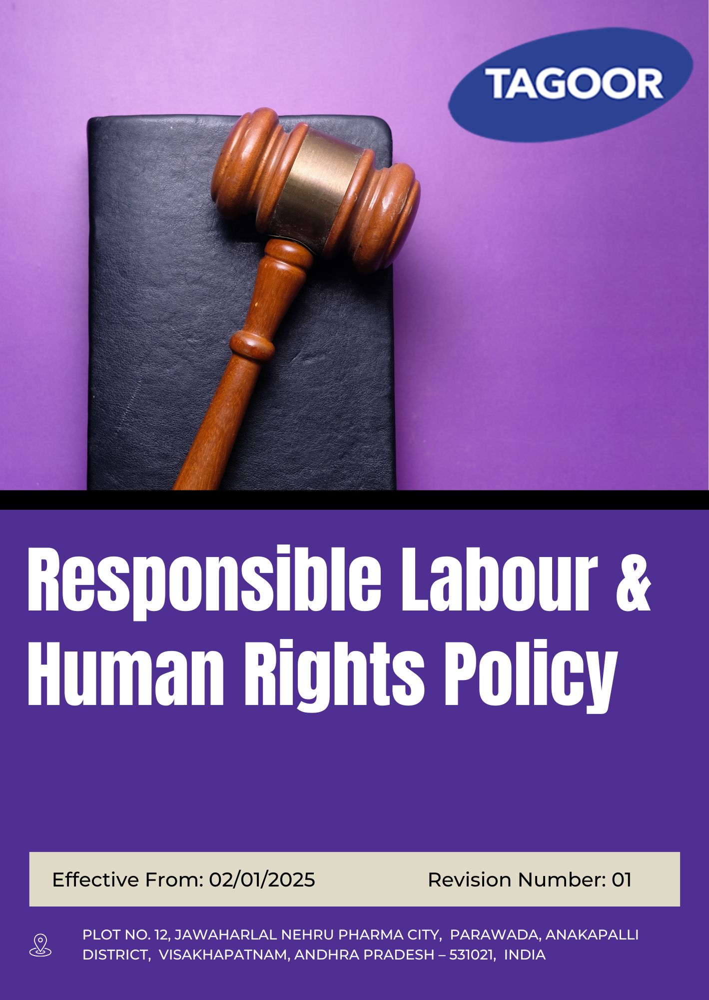 TAGOOR
Responsible Labour &
Human Rights Policy
Effective From: 02/01/2025 Revision Number: 01
PLOT NO. 12, JAWAHARLAL NEHRU PHARMA CITY, PARAWADA, ANAKAPALLI
DISTRICT, VISAKHAPATNAM, ANDHRA PRADESH – 531021, INDIA